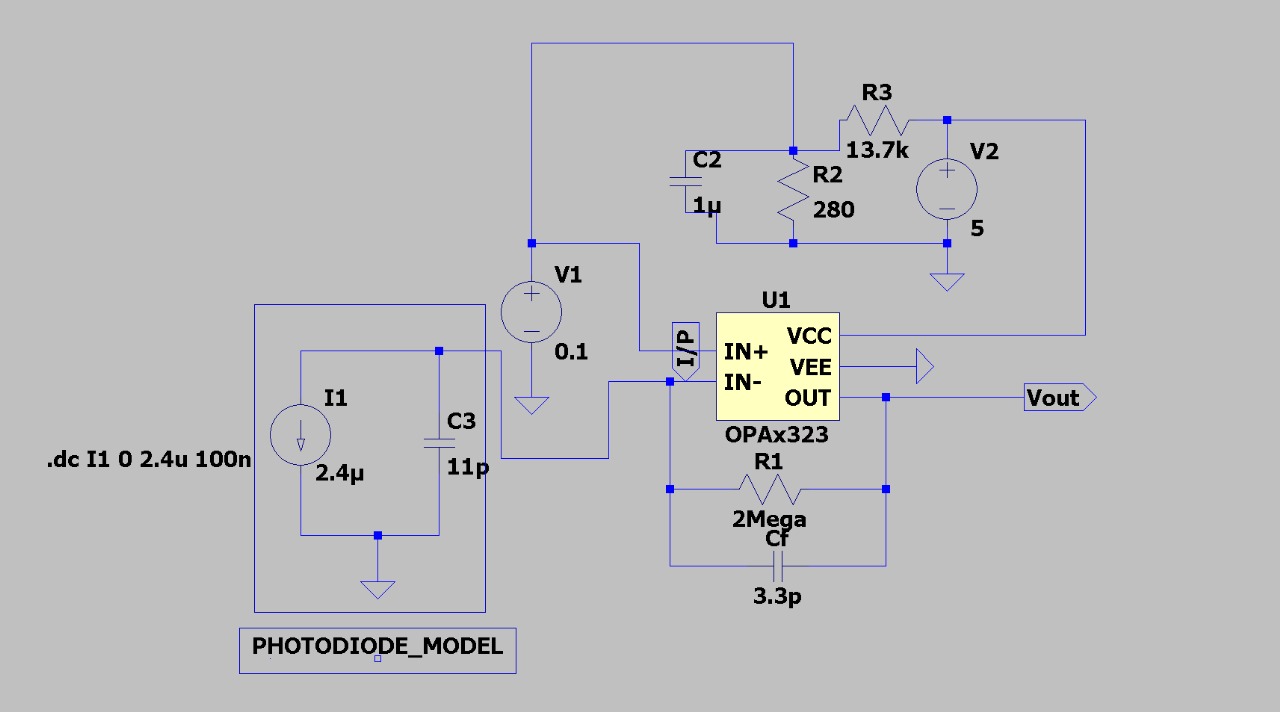 R3
13.7k
V2
5
C2
1µ
R2
280
V1
0.1
U1
I/P
IN+
IN-
VCC
VEE
OUT
OPAx323
Vout
I1
2.4µ
C3
11p
.dc I1 0 2.4u 100n
R1
2Mega
Cf
3.3p
PHOTODIODE_MODEL